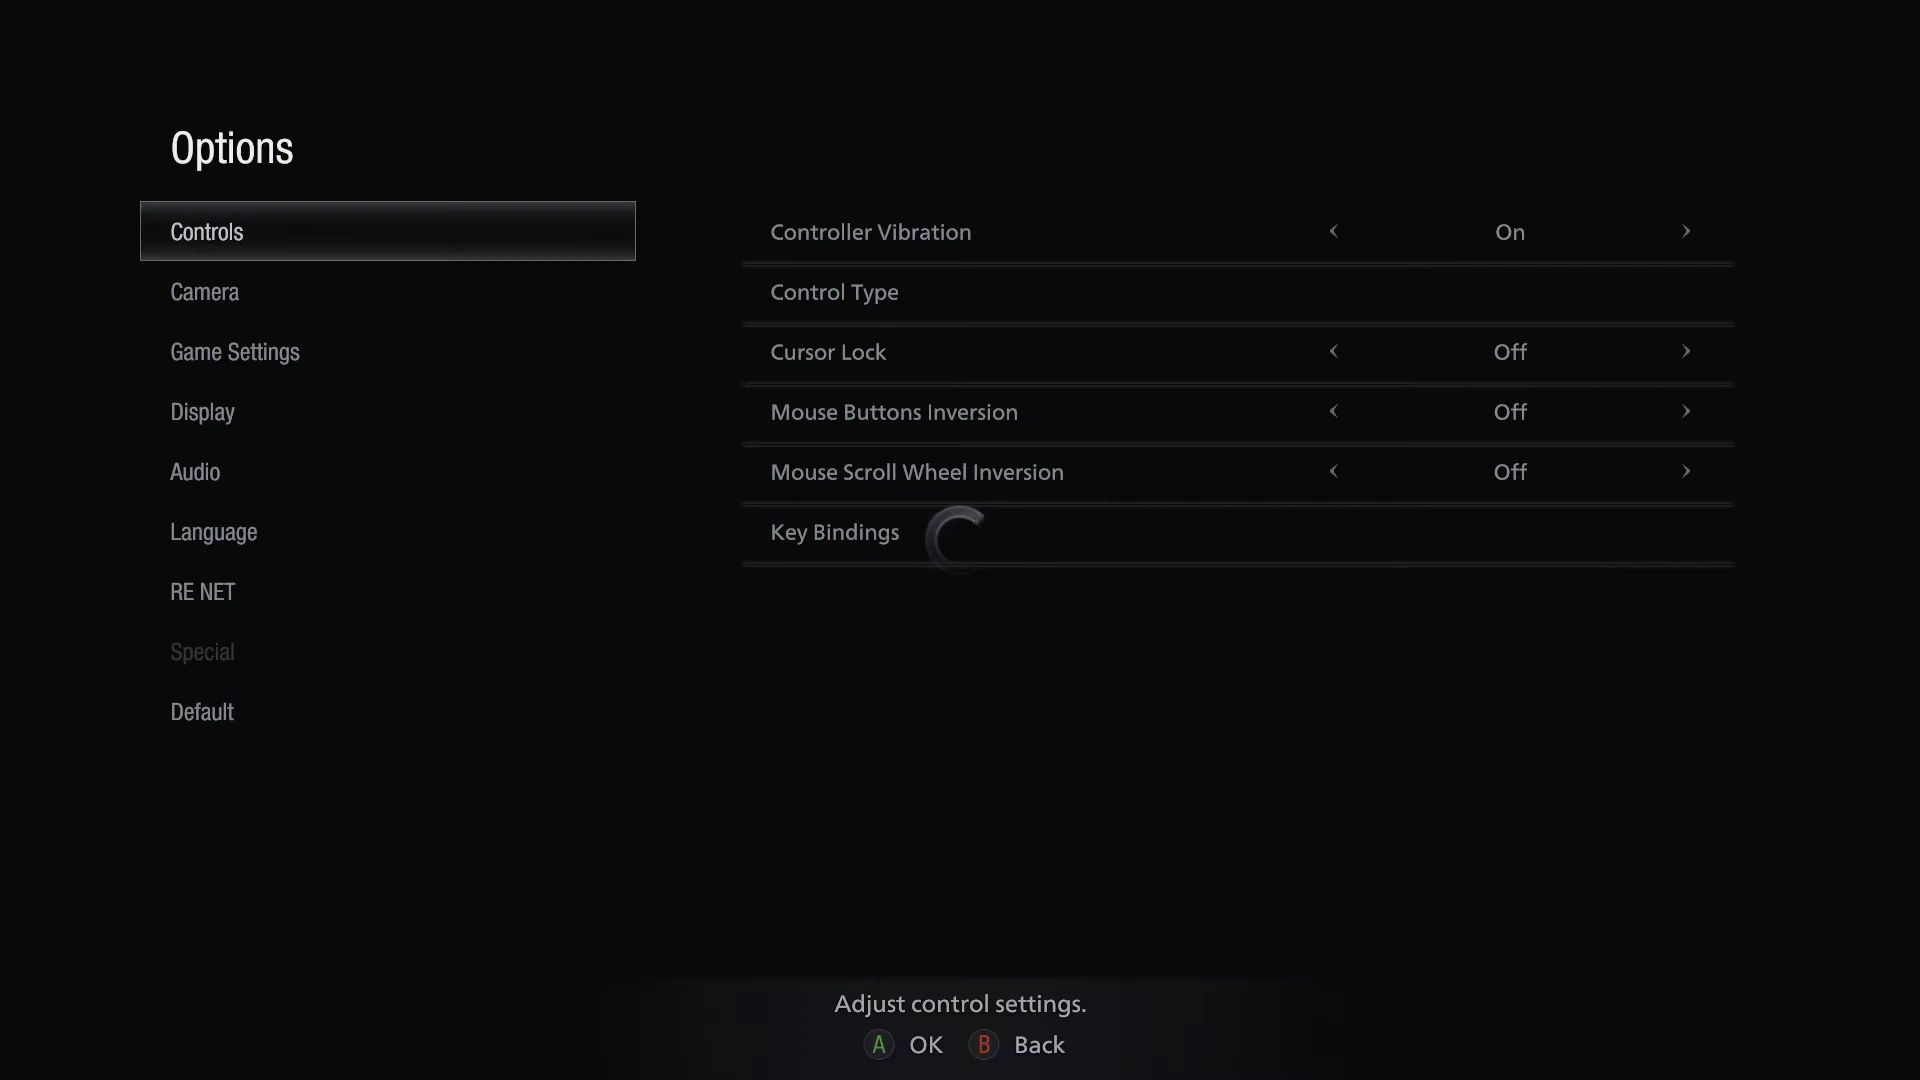 Options
Controls
Camera
Game Settings
Display
Audio
Language
RE NET
Special
Default
Controller Vibration On
Control Type
Cursor Lock Off
Mouse Buttons Inversion Off
Mouse Scroll Wheel Inversion Off
Key Bindings
Adjust control settings.
A OK B Back